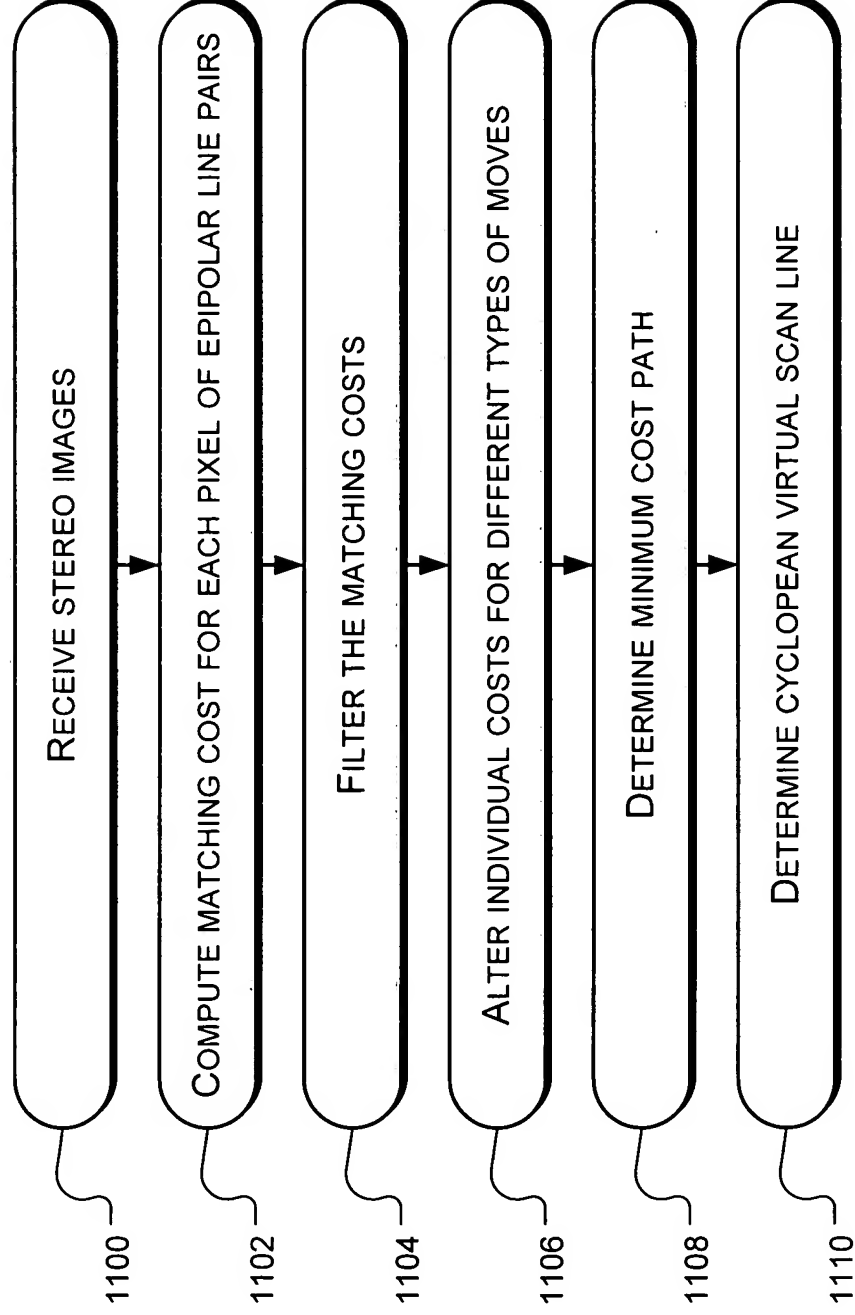 RECEIVE STEREO IMAGES
1100
COMPUTE MATCHING COST FOR EACH PIXEL OF EPIPOLAR LINE PAIRS
1102
FILTER THE MATCHING COSTS
1104
ALTER INDIVIDUAL COSTS FOR DIFFERENT TYPES OF MOVES
1106
DETERMINE MINIMUM COST PATH
1108
DETERMINE CYCLOPEAN VIRTUAL SCAN LINE
1110